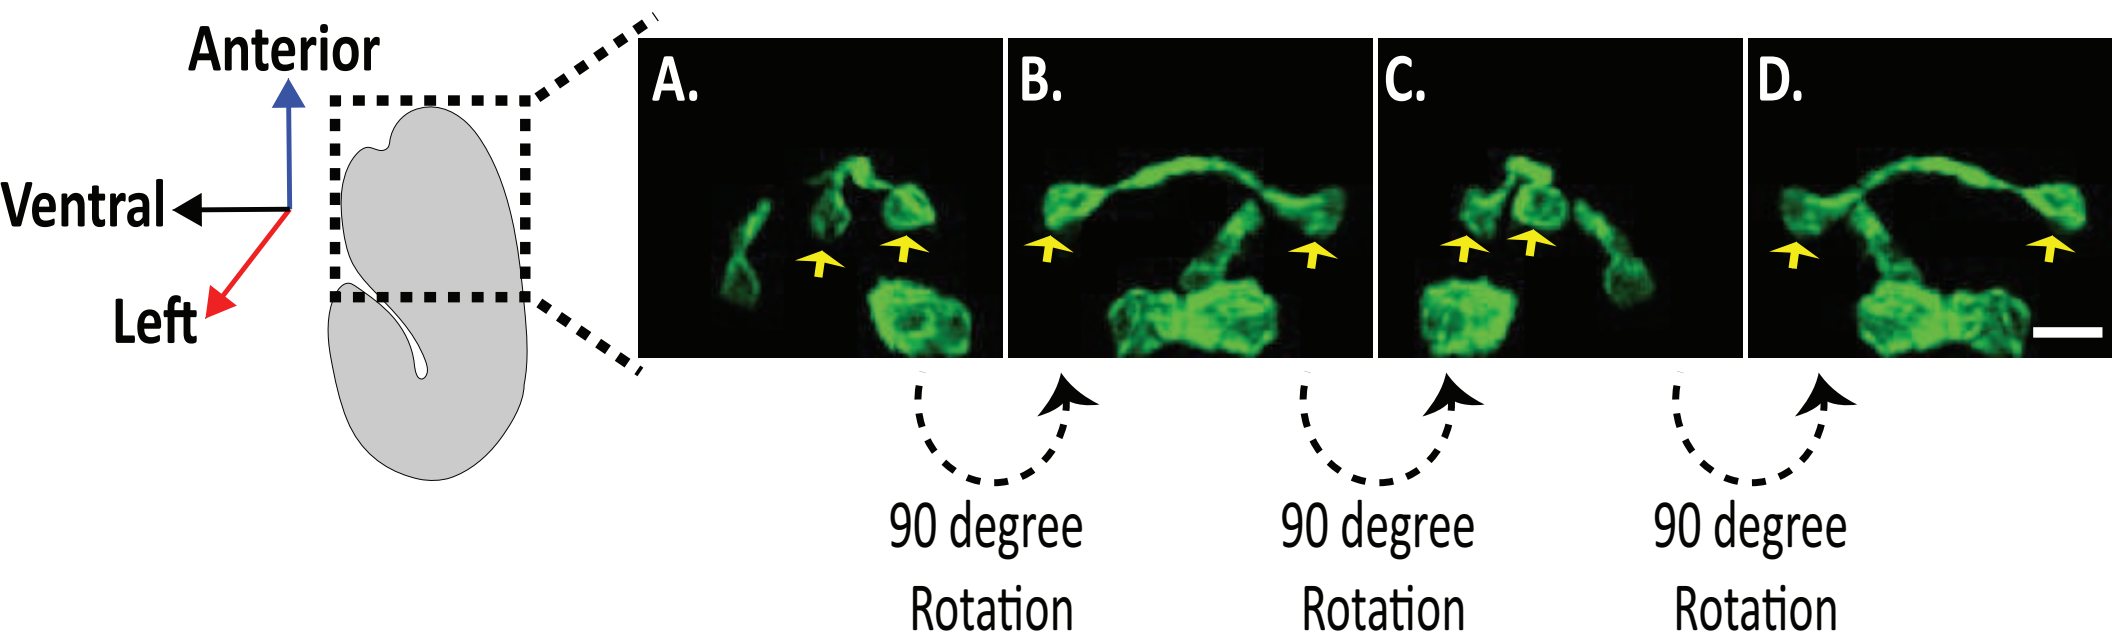 Anterior
Ventral
Left
A.
B.
C.
D.
90 degree
Rotation
90 degree
Rotation
90 degree
Rotation